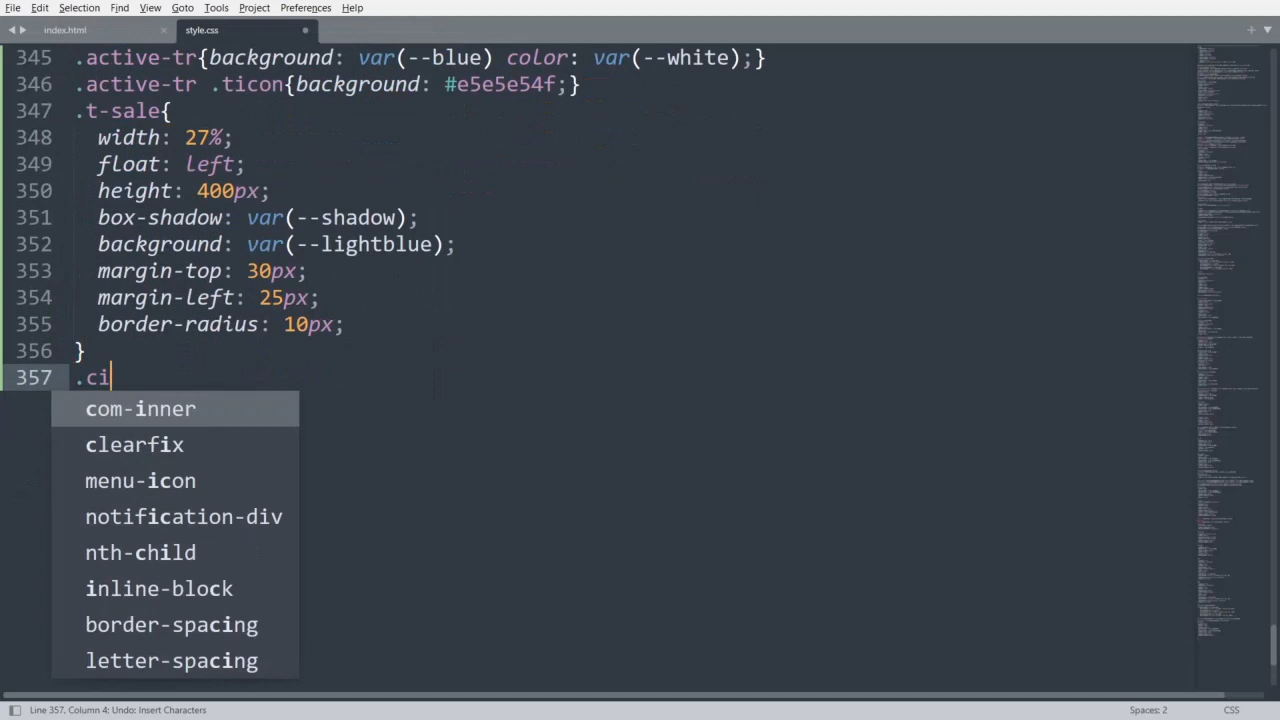 File Edit Selection Find View Goto Tools Project Preferences Help
index.html × style.css
345 .active-tr{background: var(--blue) color: var(--white);}
346 .active-tr .ticon{background: #e5e5e54f;}
347 .t-sale{
348 width: 27%;
349 float: left;
350 height: 400px;
351 box-shadow: var(--shadow);
352 background: var(--lightblue);
353 margin-top: 30px;
354 margin-left: 25px;
355 border-radius: 10px;
356 }
357 .ci
com-inner
clearfix
menu-icon
notification-div
nth-child
inline-block
border-spacing
letter-spacing
Line 357, Column 4; Undo: Insert Characters Spaces: 2 CSS